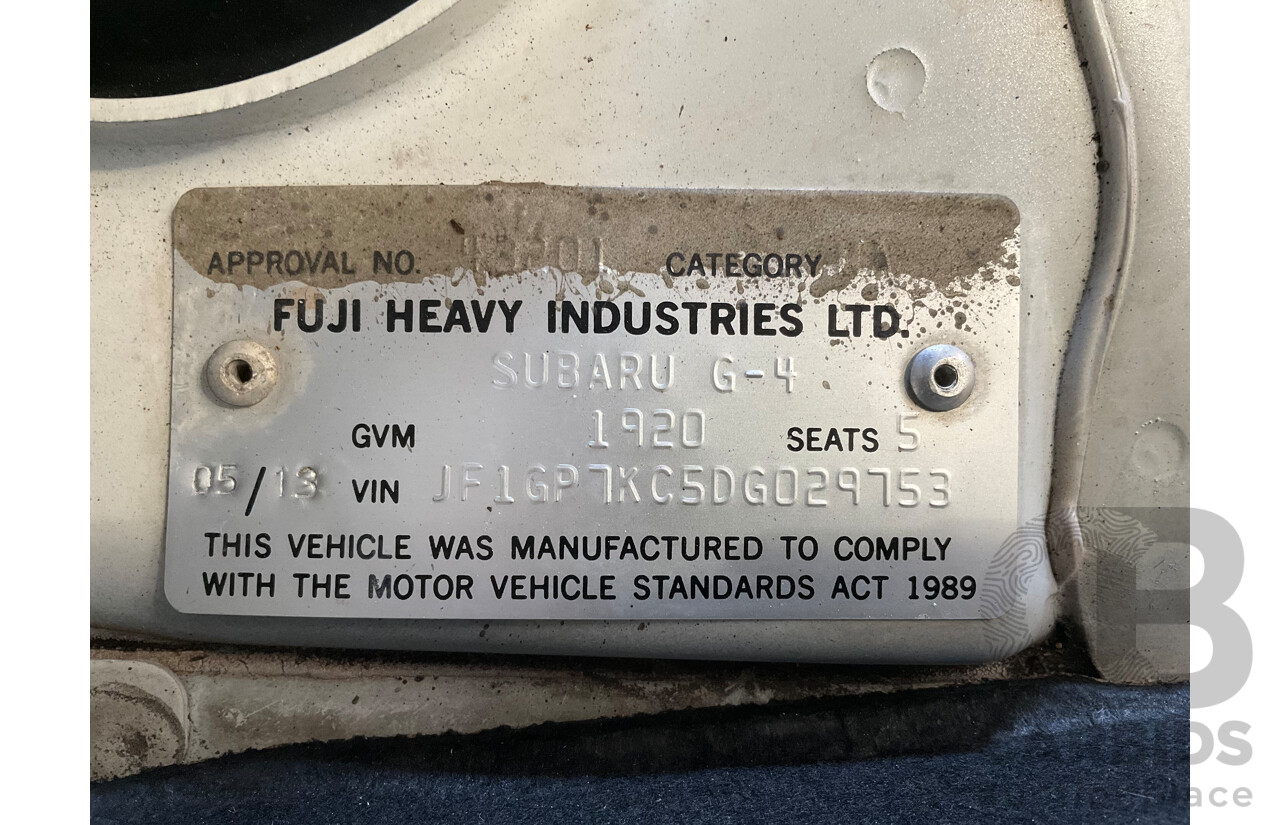 APPROVAL NO. CATEGORY
FUJI HEAVY INDUSTRIES LTD.
SUBARU G-4
GVM 1920 SEATS 5
05/13 VIN JF1GP7KC5DG029753
THIS VEHICLE WAS MANUFACTURED TO COMPLY
WITH THE MOTOR VEHICLE STANDARDS ACT 1989
B